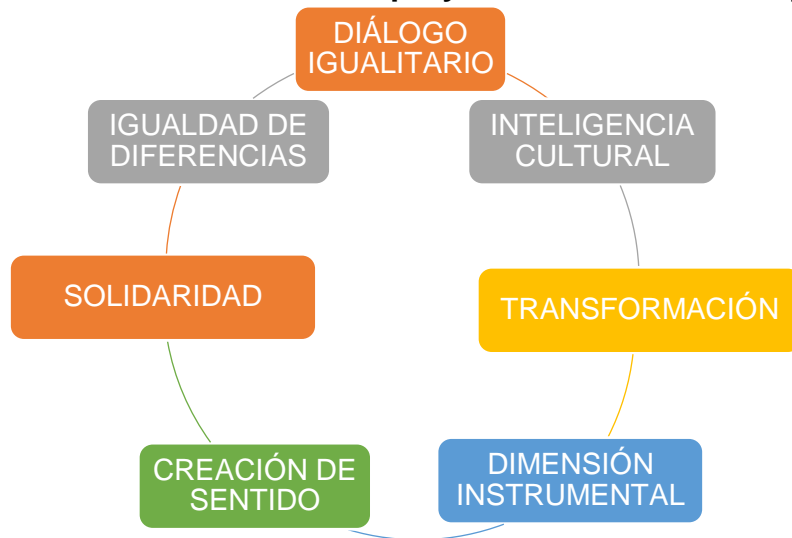 DIÁLOGO
IGUALITARIO
IGUALDAD DE
DIFERENCIAS
INTELIGENCIA
CULTURAL
SOLIDARIDAD
TRANSFORMACIÓN
CREACIÓN DE
SENTIDO
DIMENSIÓN
INSTRUMENTAL